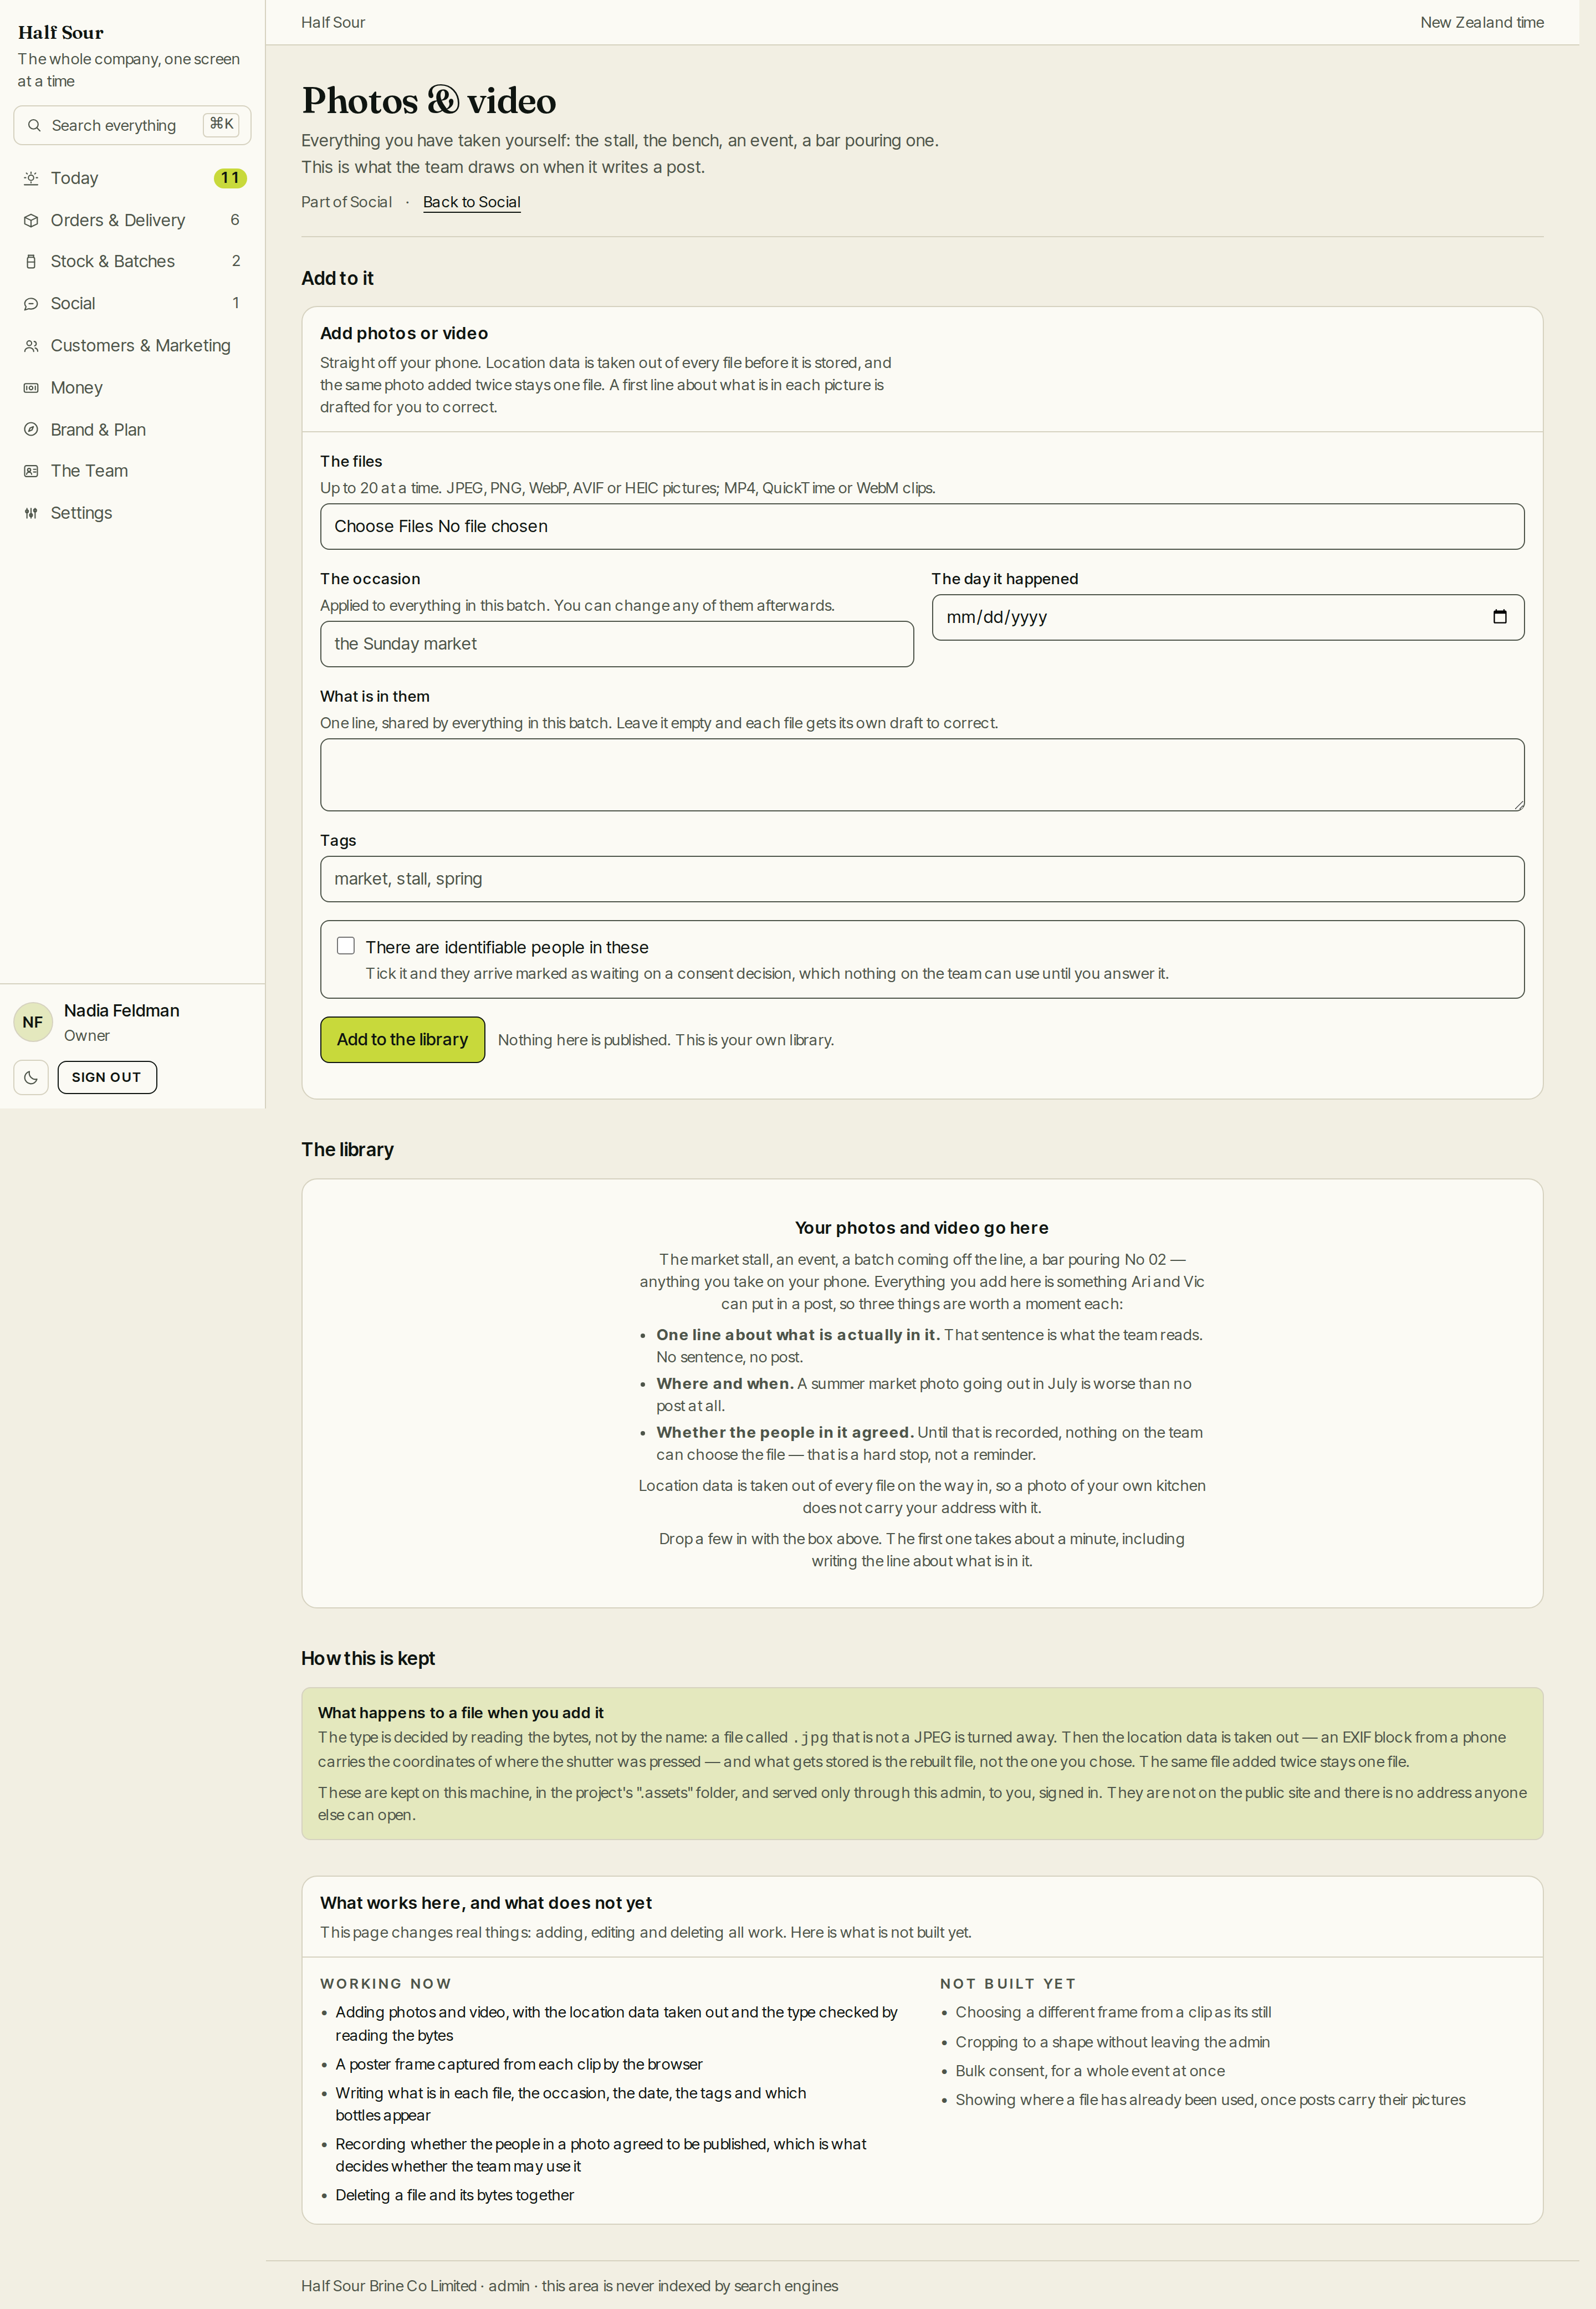 Half Sour
The whole company, one screen
at a time
Search everything ⌘K
Today 11
Orders & Delivery 6
Stock & Batches 2
Social 1
Customers & Marketing
Money
Brand & Plan
The Team
Settings
NF
Nadia Feldman
Owner
SIGN OUT
Half Sour
New Zealand time
Photos & video
Everything you have taken yourself: the stall, the bench, an event, a bar pouring one.
This is what the team draws on when it writes a post.
Part of Social · Back to Social
Add to it
Add photos or video
Straight off your phone. Location data is taken out of every file before it is stored, and
the same photo added twice stays one file. A first line about what is in each picture is
drafted for you to correct.
The files
Up to 20 at a time. JPEG, PNG, WebP, AVIF or HEIC pictures; MP4, QuickTime or WebM clips.
Choose Files No file chosen
The occasion
Applied to everything in this batch. You can change any of them afterwards.
the Sunday market
The day it happened
mm/dd/yyyy
What is in them
One line, shared by everything in this batch. Leave it empty and each file gets its own draft to correct.
Tags
market, stall, spring
There are identifiable people in these
Tick it and they arrive marked as waiting on a consent decision, which nothing on the team can use until you answer it.
Add to the library
Nothing here is published. This is your own library.
The library
Your photos and video go here
The market stall, an event, a batch coming off the line, a bar pouring No 02 —
anything you take on your phone. Everything you add here is something Ari and Vic
can put in a post, so three things are worth a moment each:
• One line about what is actually in it. That sentence is what the team reads.
No sentence, no post.
• Where and when. A summer market photo going out in July is worse than no
post at all.
• Whether the people in it agreed. Until that is recorded, nothing on the team
can choose the file — that is a hard stop, not a reminder.
Location data is taken out of every file on the way in, so a photo of your own kitchen
does not carry your address with it.
Drop a few in with the box above. The first one takes about a minute, including
writing the line about what is in it.
How this is kept
What happens to a file when you add it
The type is decided by reading the bytes, not by the name: a file called .jpg that is not a JPEG is turned away. Then the location data is taken out — an EXIF block from a phone
carries the coordinates of where the shutter was pressed — and what gets stored is the rebuilt file, not the one you chose. The same file added twice stays one file.
These are kept on this machine, in the project's ".assets" folder, and served only through this admin, to you, signed in. They are not on the public site and there is no address anyone
else can open.
What works here, and what does not yet
This page changes real things: adding, editing and deleting all work. Here is what is not built yet.
WORKING NOW
• Adding photos and video, with the location data taken out and the type checked by
reading the bytes
• A poster frame captured from each clip by the browser
• Writing what is in each file, the occasion, the date, the tags and which
bottles appear
• Recording whether the people in a photo agreed to be published, which is what
decides whether the team may use it
• Deleting a file and its bytes together
NOT BUILT YET
• Choosing a different frame from a clip as its still
• Cropping to a shape without leaving the admin
• Bulk consent, for a whole event at once
• Showing where a file has already been used, once posts carry their pictures
Half Sour Brine Co Limited · admin · this area is never indexed by search engines